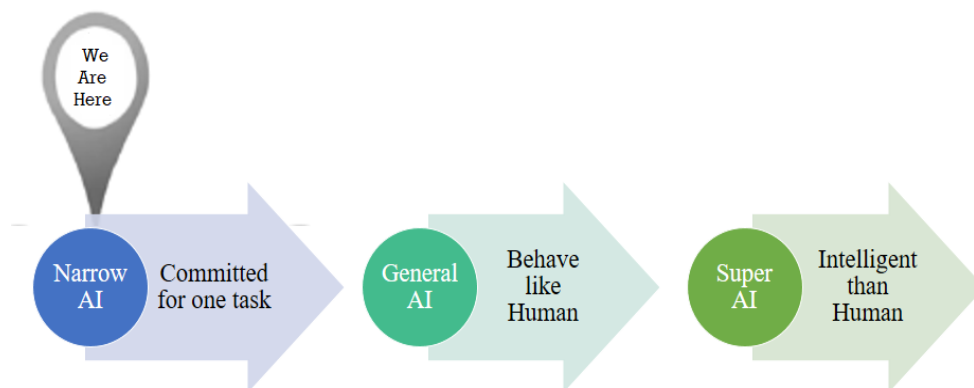 We
Are
Here
Narrow
AI
Committed
for one task
General
AI
Behave
like
Human
Super
AI
Intelligent
than
Human